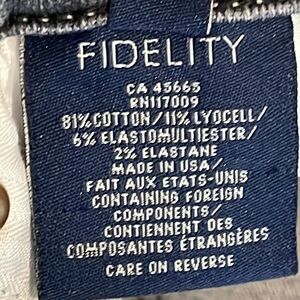 FIDELITY
CA 45665
RN117009
81% COTTON/11% LYOCELL/
6% ELASTOMULTIESTER/
2% ELASTANE
MADE IN USA/
FAIT AUX ETATS-UNIS
CONTAINING FOREIGN
COMPONENTS/
CONTIENNENT DES
COMPOSANTES ÉTRANGÈRES
CARE ON REVERSE